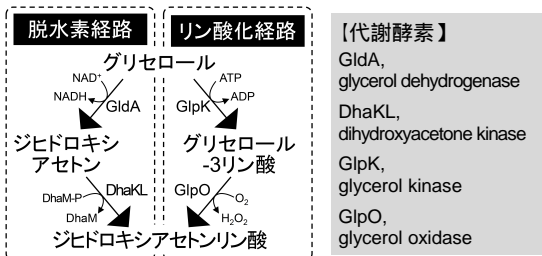 脱水素経路
リン酸化経路
グリセロール
NAD⁺
NADH
GldA
ATP
ADP
GlpK
ジヒドロキシ
アセトン
グリセロール
-3リン酸
DhaM-P
DhaM
DhaKL
GlpO
O₂
H₂O₂
ジヒドロキシアセトンリン酸
【代謝酵素】
GldA,
glycerol dehydrogenase
DhaKL,
dihydroxyacetone kinase
GlpK,
glycerol kinase
GlpO,
glycerol oxidase